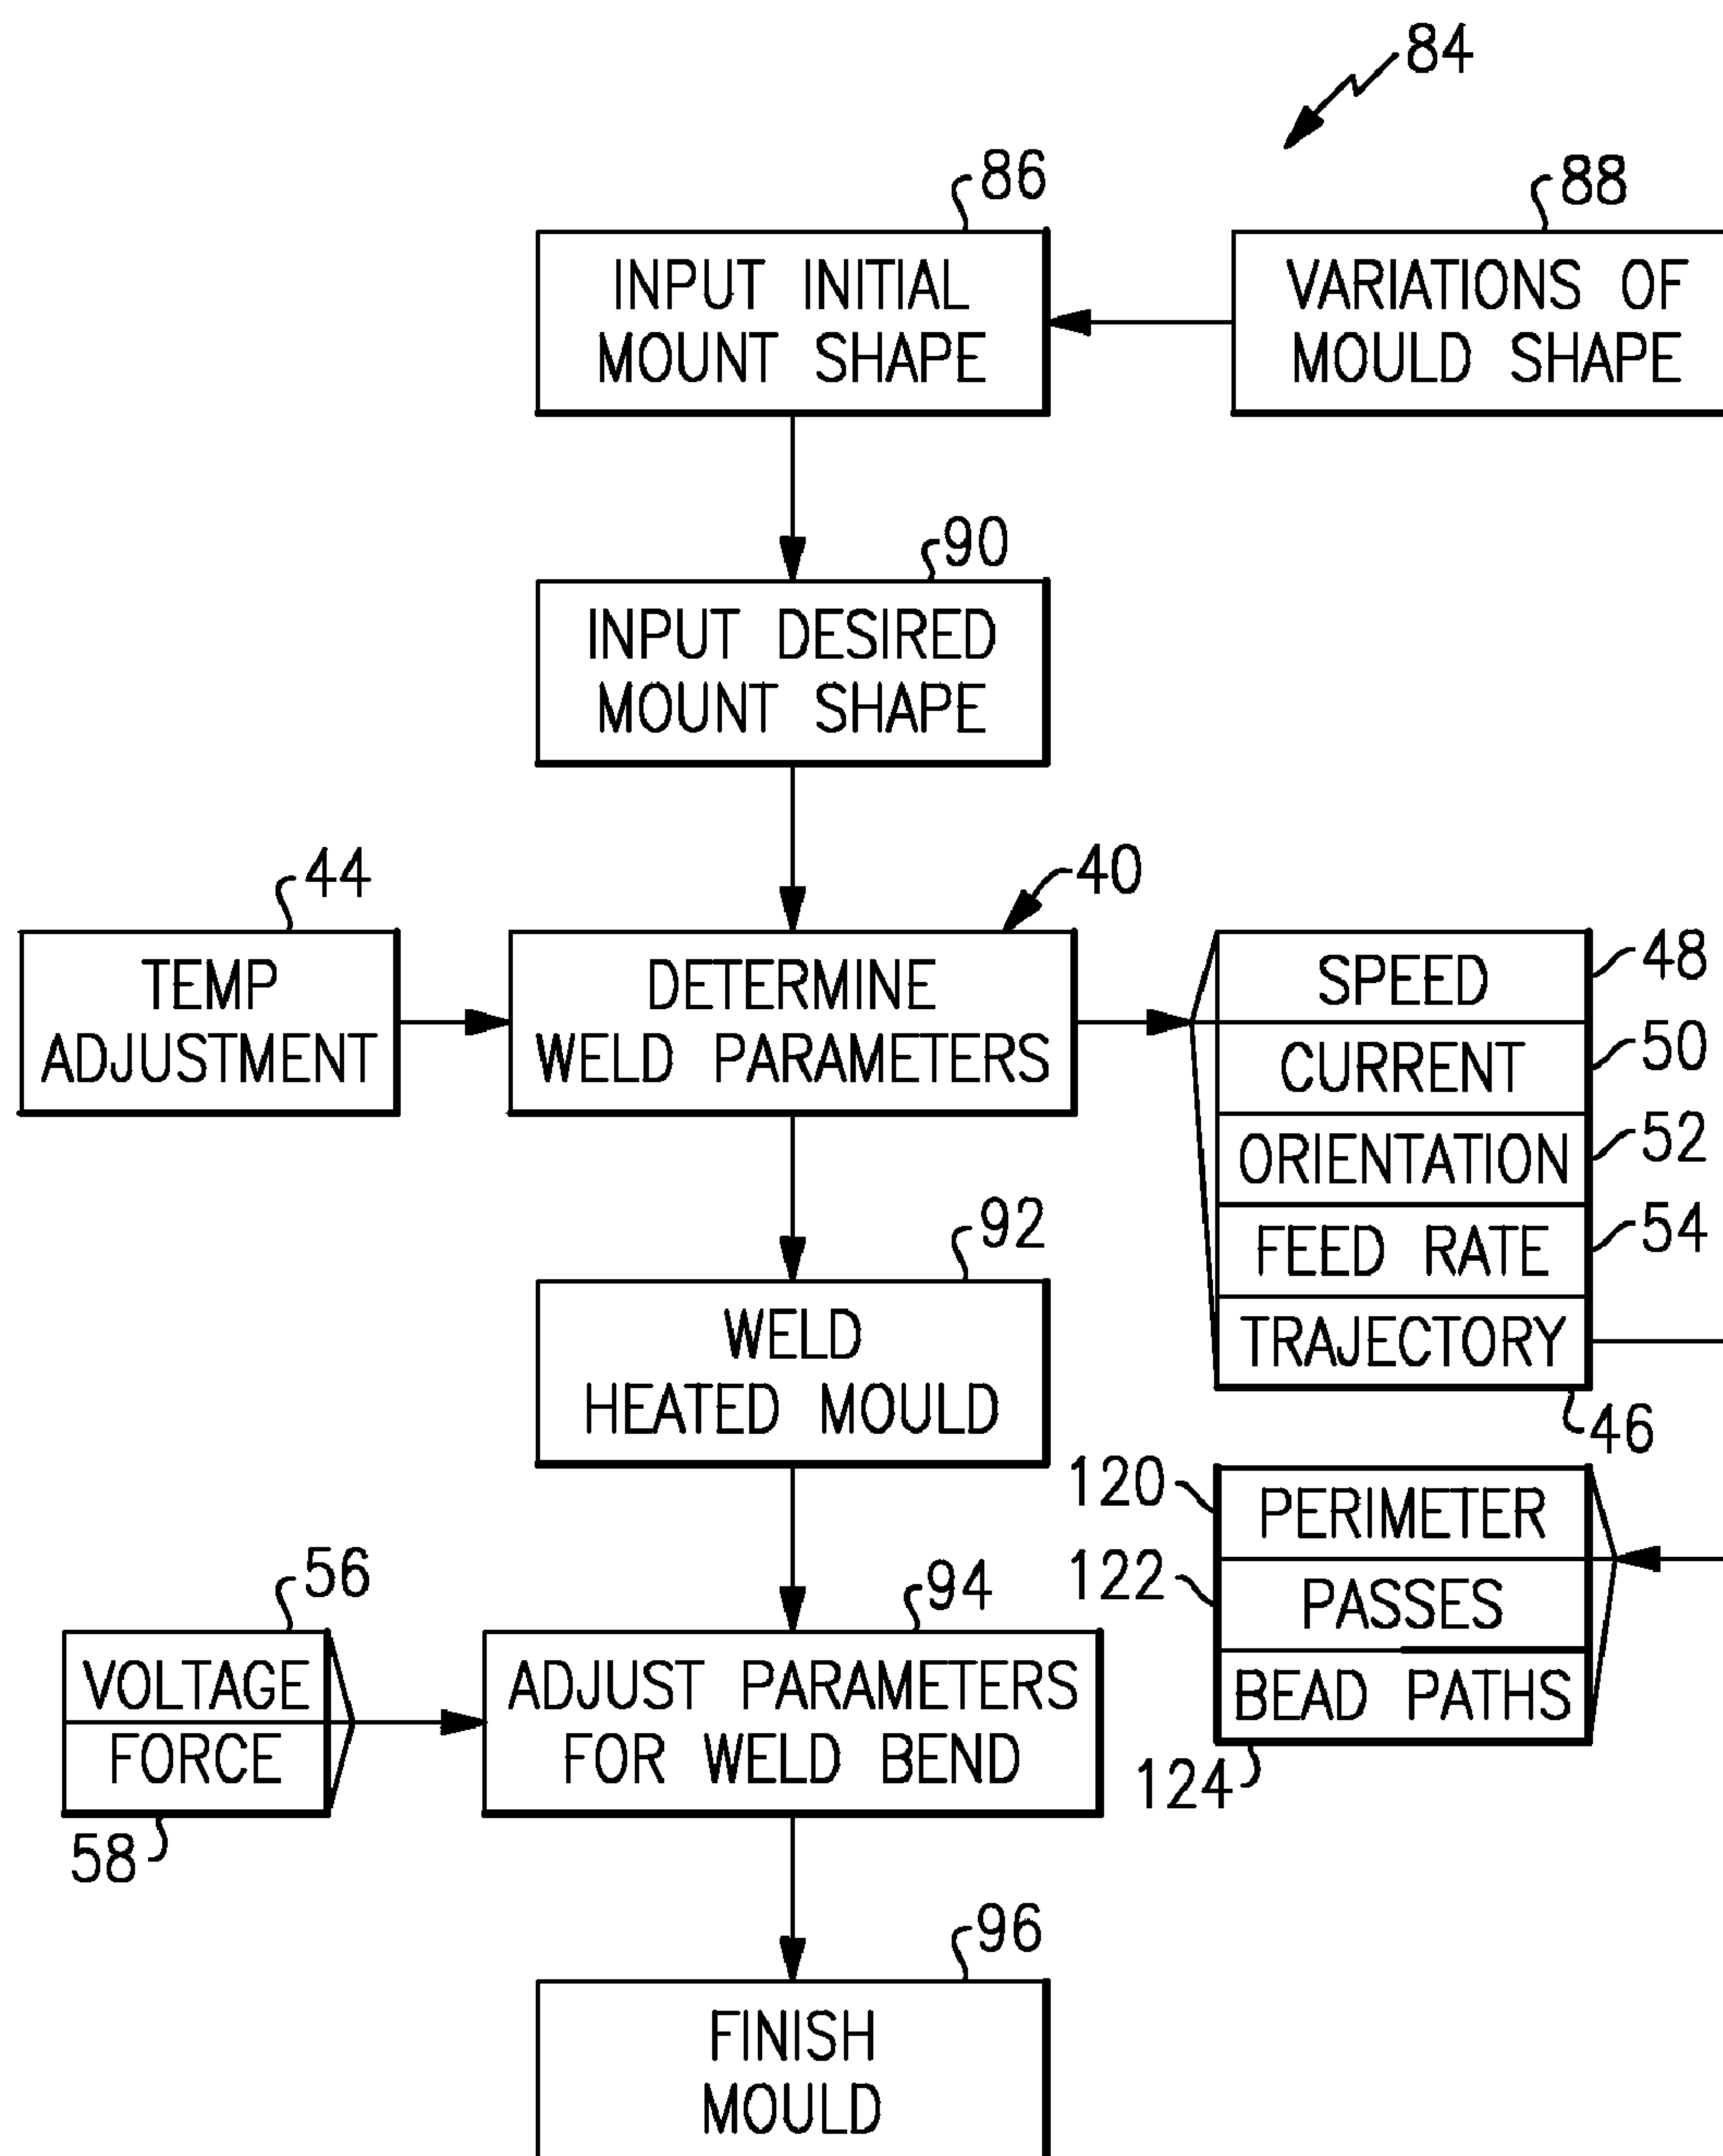 84
86
88
INPUT INITIAL
MOUNT SHAPE
VARIATIONS OF
MOULD SHAPE
90
INPUT DESIRED
MOUNT SHAPE
44
40
TEMP
ADJUSTMENT
DETERMINE
WELD PARAMETERS
SPEED
48
CURRENT
50
ORIENTATION
52
FEED RATE
54
TRAJECTORY
46
92
WELD
HEATED MOULD
120
PERIMETER
122
PASSES
BEAD PATHS
124
56
94
VOLTAGE
FORCE
58
ADJUST PARAMETERS
FOR WELD BEND
96
FINISH
MOULD